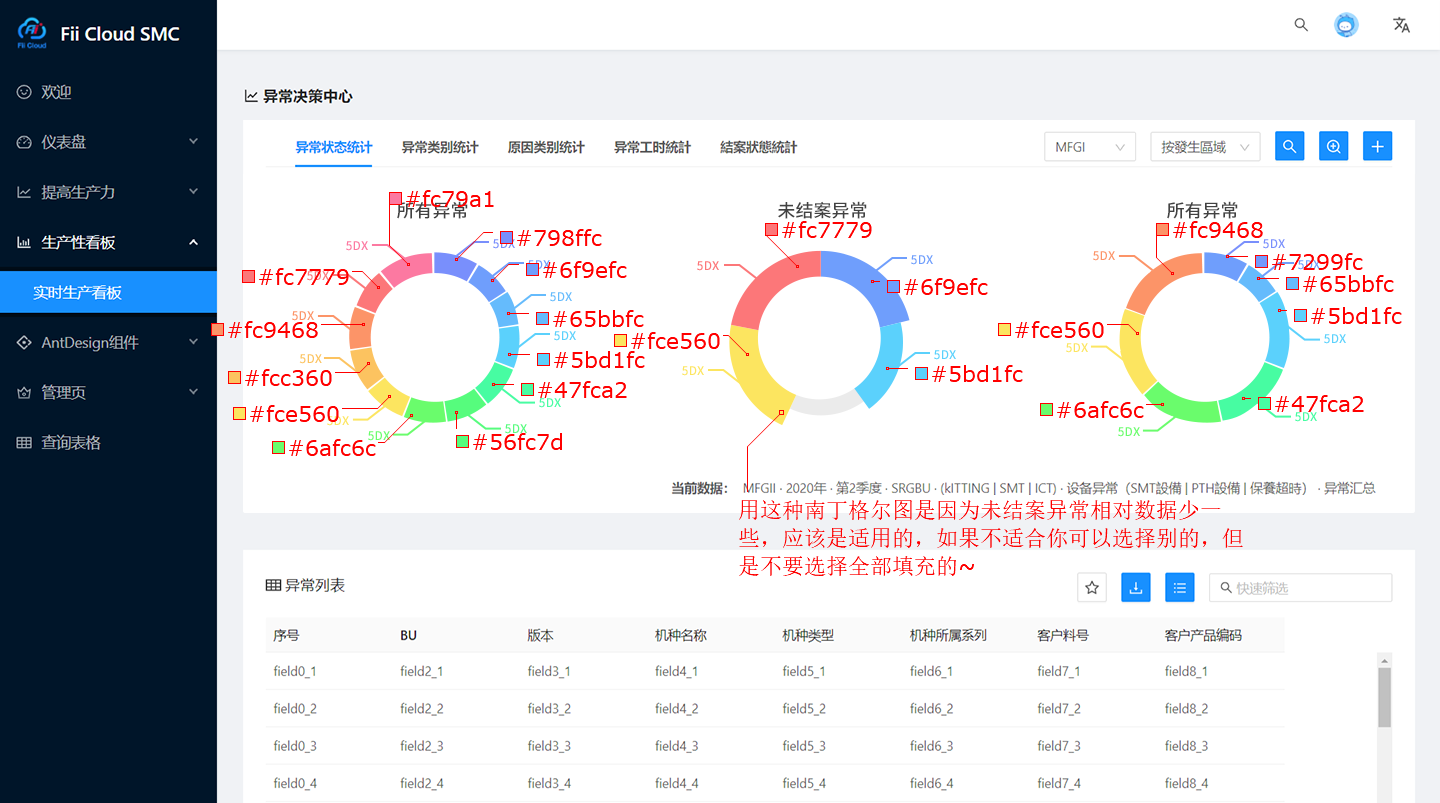 Fii Cloud
Fii Cloud SMC
欢迎
仪表盘
提高生产力
生产性看板
实时生产看板
AntDesign组件
管理页
查询表格
异常决策中心
异常状态统计 异常类别统计 原因类别统计 异常工时統計 結案狀態統計
MFGI 按發生區域
所有异常
#fc79a1
5DX
#798ffc
5DX
#6f9efc
5DX
#fc7779
5DX
5DX
#65bbfc
5DX
#fc9468
5DX
#5bd1fc
5DX
#fcc360
#47fca2
5DX
#fce560
5DX
#6afc6c
5DX
#56fc7d
5DX
未结案异常
#fc7779
5DX
5DX
#6f9efc
#fce560
5DX
5DX
#5bd1fc
所有异常
#fc9468
5DX
5DX
#7299fc
5DX
#65bbfc
#5bd1fc
5DX
#fce560
5DX
#6afc6c
5DX
#47fca2
5DX
当前数据： MFGII · 2020年 · 第2季度 · SRGBU · (kITTING | SMT | ICT) · 设备异常（SMT設備 | PTH設備 | 保養超時） · 异常汇总
用这种南丁格尔图是因为未结案异常相对数据少一
些，应该是适用的，如果不适合你可以选择别的，但
是不要选择全部填充的~
异常列表
快速筛选
序号 BU 版本 机种名称 机种类型 机种所属系列 客户料号 客户产品编码
field0_1 field2_1 field3_1 field4_1 field5_1 field6_1 field7_1 field8_1
field0_2 field2_2 field3_2 field4_2 field5_2 field6_2 field7_2 field8_2
field0_3 field2_3 field3_3 field4_3 field5_3 field6_3 field7_3 field8_3
field0_4 field2_4 field3_4 field4_4 field5_4 field6_4 field7_4 field8_4